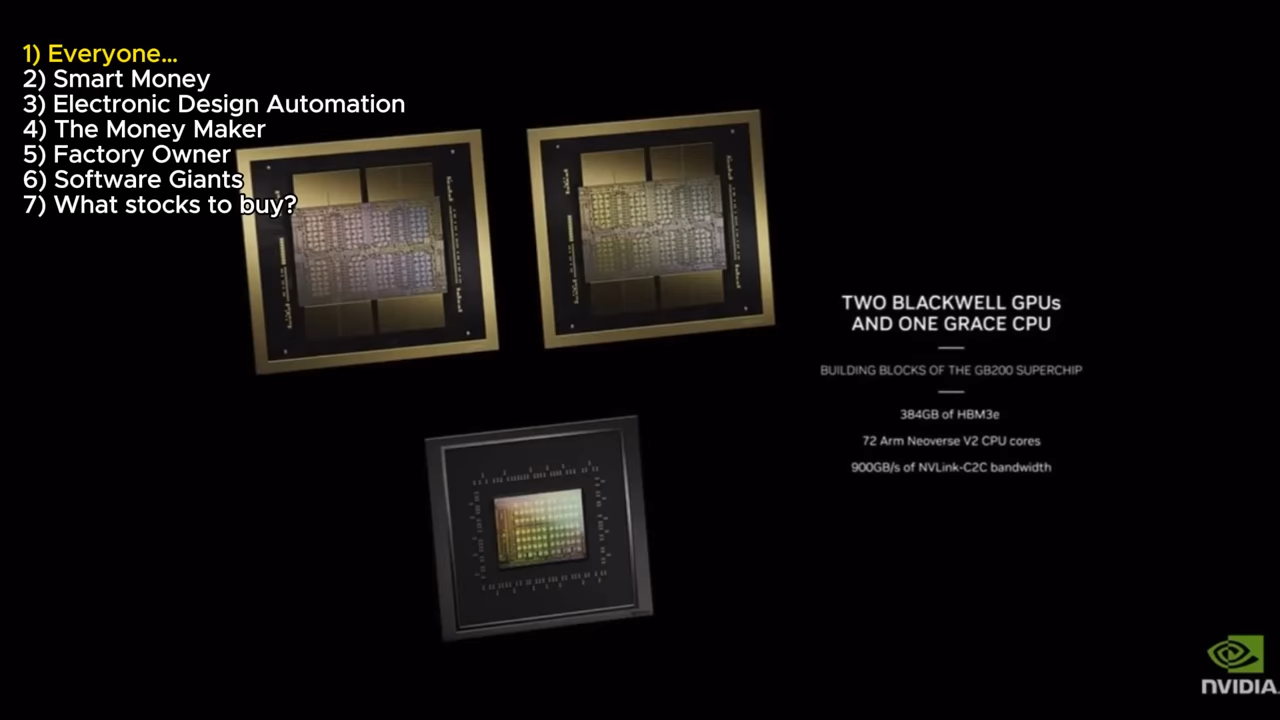 1) Everyone...
2) Smart Money
3) Electronic Design Automation
4) The Money Maker
5) Factory Owner
6) Software Giants
7) What stocks to buy?
TWO BLACKWELL GPUs
AND ONE GRACE CPU
BUILDING BLOCKS OF THE GB200 SUPERCHIP
384GB of HBM3e
72 Arm Neoverse V2 CPU cores
900GB/s of NVLink-C2C bandwidth
NVIDIA.